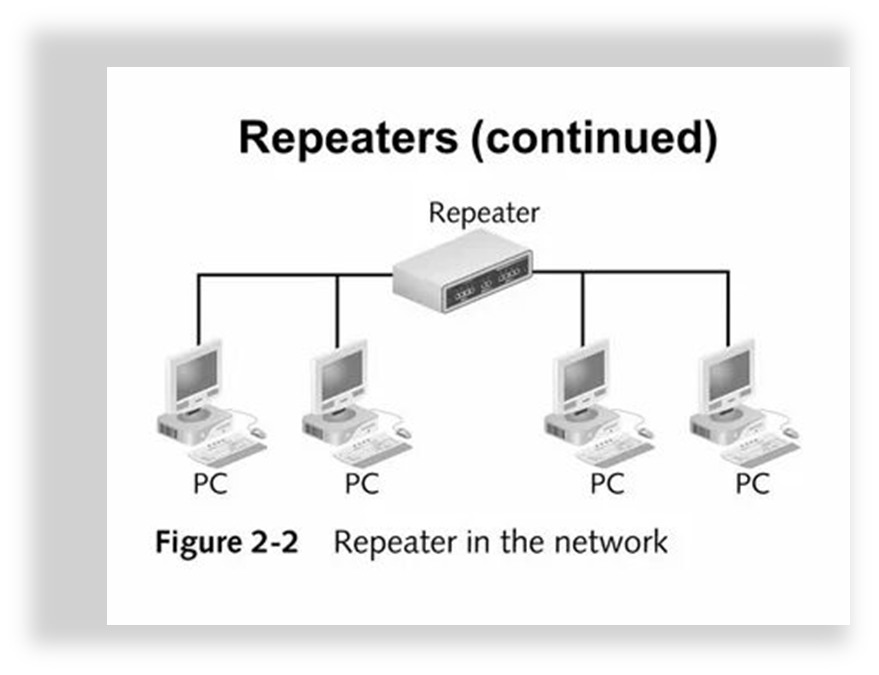 Repeaters (continued)
Repeater
PC PC PC PC
Figure 2-2 Repeater in the network